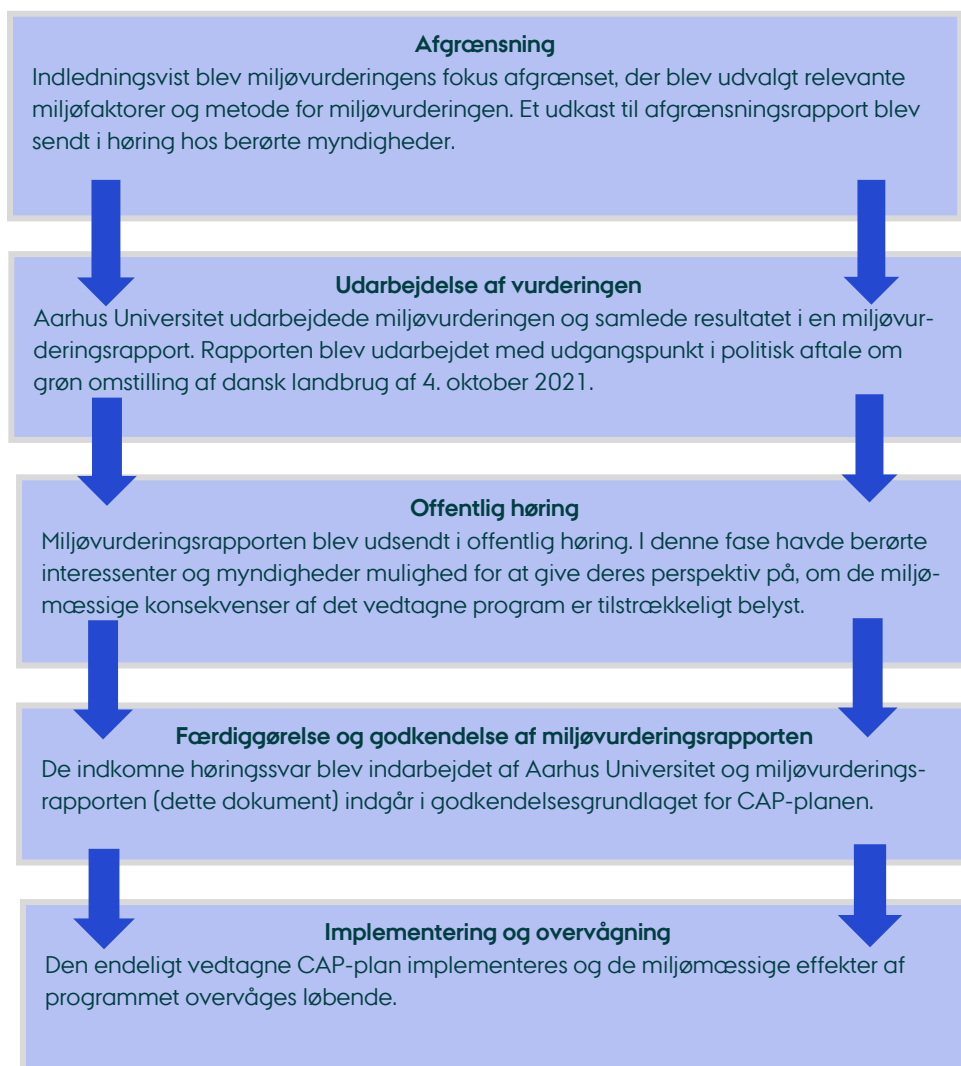 Afgrænsning
Indledningsvist blev miljøvurderingens fokus afgrænset, der blev udvalgt relevante
miljøfaktorer og metode for miljøvurderingen. Et udkast til afgrænsningsrapport blev
sendt i høring hos berørte myndigheder.
Udarbejdelse af vurderingen
Aarhus Universitet udarbejdede miljøvurderingen og samlede resultatet i en miljøvur-
deringsrapport. Rapporten blev udarbejdet med udgangspunkt i politisk aftale om
grøn omstilling af dansk landbrug af 4. oktober 2021.
Offentlig høring
Miljøvurderingsrapporten blev udsendt i offentlig høring. I denne fase havde berørte
interessenter og myndigheder mulighed for at give deres perspektiv på, om de miljø-
mæssige konsekvenser af det vedtagne program er tilstrækkeligt belyst.
Færdiggørelse og godkendelse af miljøvurderingsrapporten
De indkomne høringssvar blev indarbejdet af Aarhus Universitet og miljøvurderings-
rapporten (dette dokument) indgår i godkendelsesgrundlaget for CAP-planen.
Implementering og overvågning
Den endeligt vedtagne CAP-plan implementeres og de miljømæssige effekter af
programmet overvåges løbende.